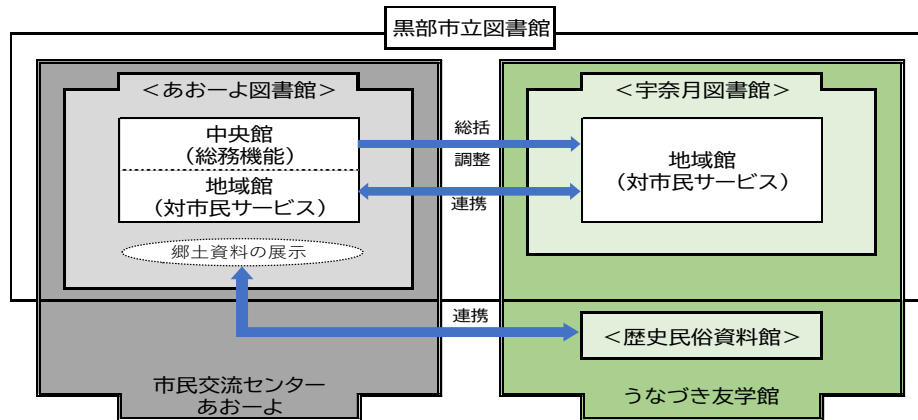 黒部市立図書館
＜あおーよ図書館＞
中央館
（総務機能）
地域館
（対市民サービス）
郷土資料の展示
総括
調整
連携
＜宇奈月図書館＞
地域館
（対市民サービス）
連携
＜歴史民俗資料館＞
市民交流センター
あおーよ
うなづき友学館